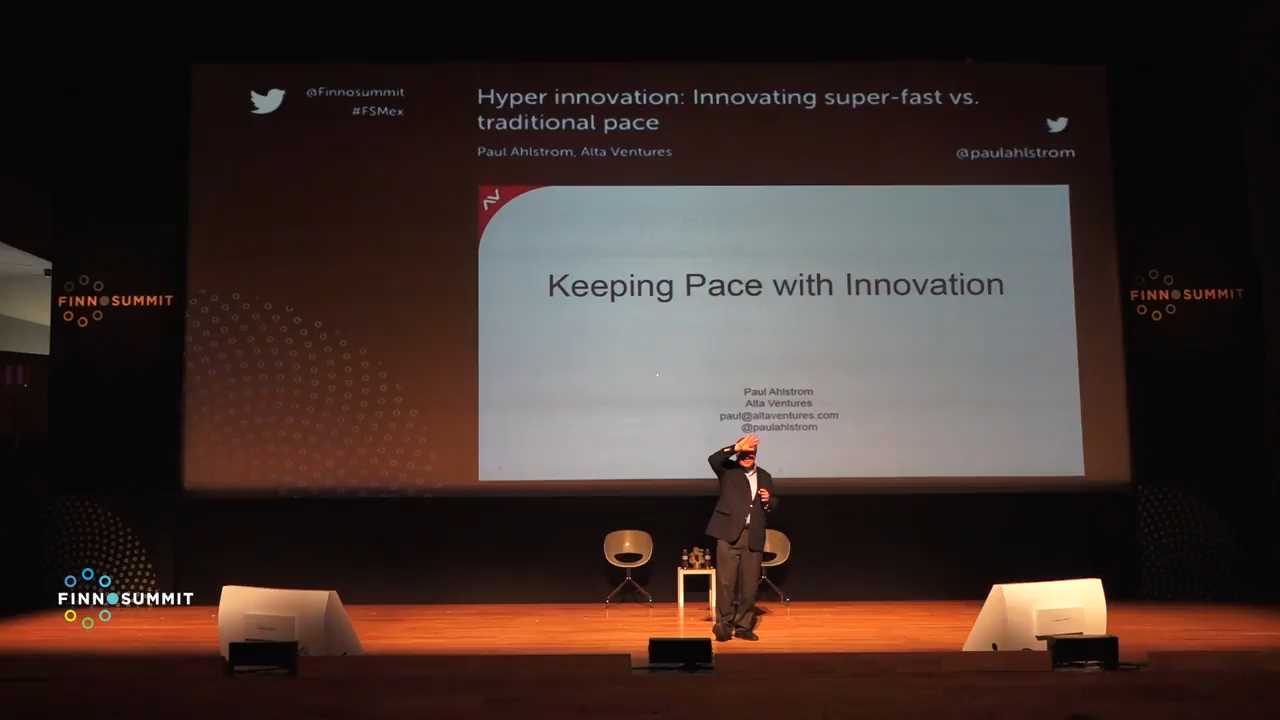 @Finnosummit
#FSMex
Hyper innovation: Innovating super-fast vs.
traditional pace
Paul Ahlstrom, Alta Ventures
@paulahlstrom
Keeping Pace with Innovation
Paul Ahlstrom
Alta Ventures
paul@altaventures.com
@paulahlstrom
FINNOSUMMIT
FINNOSUMMIT
FINNOSUMMIT